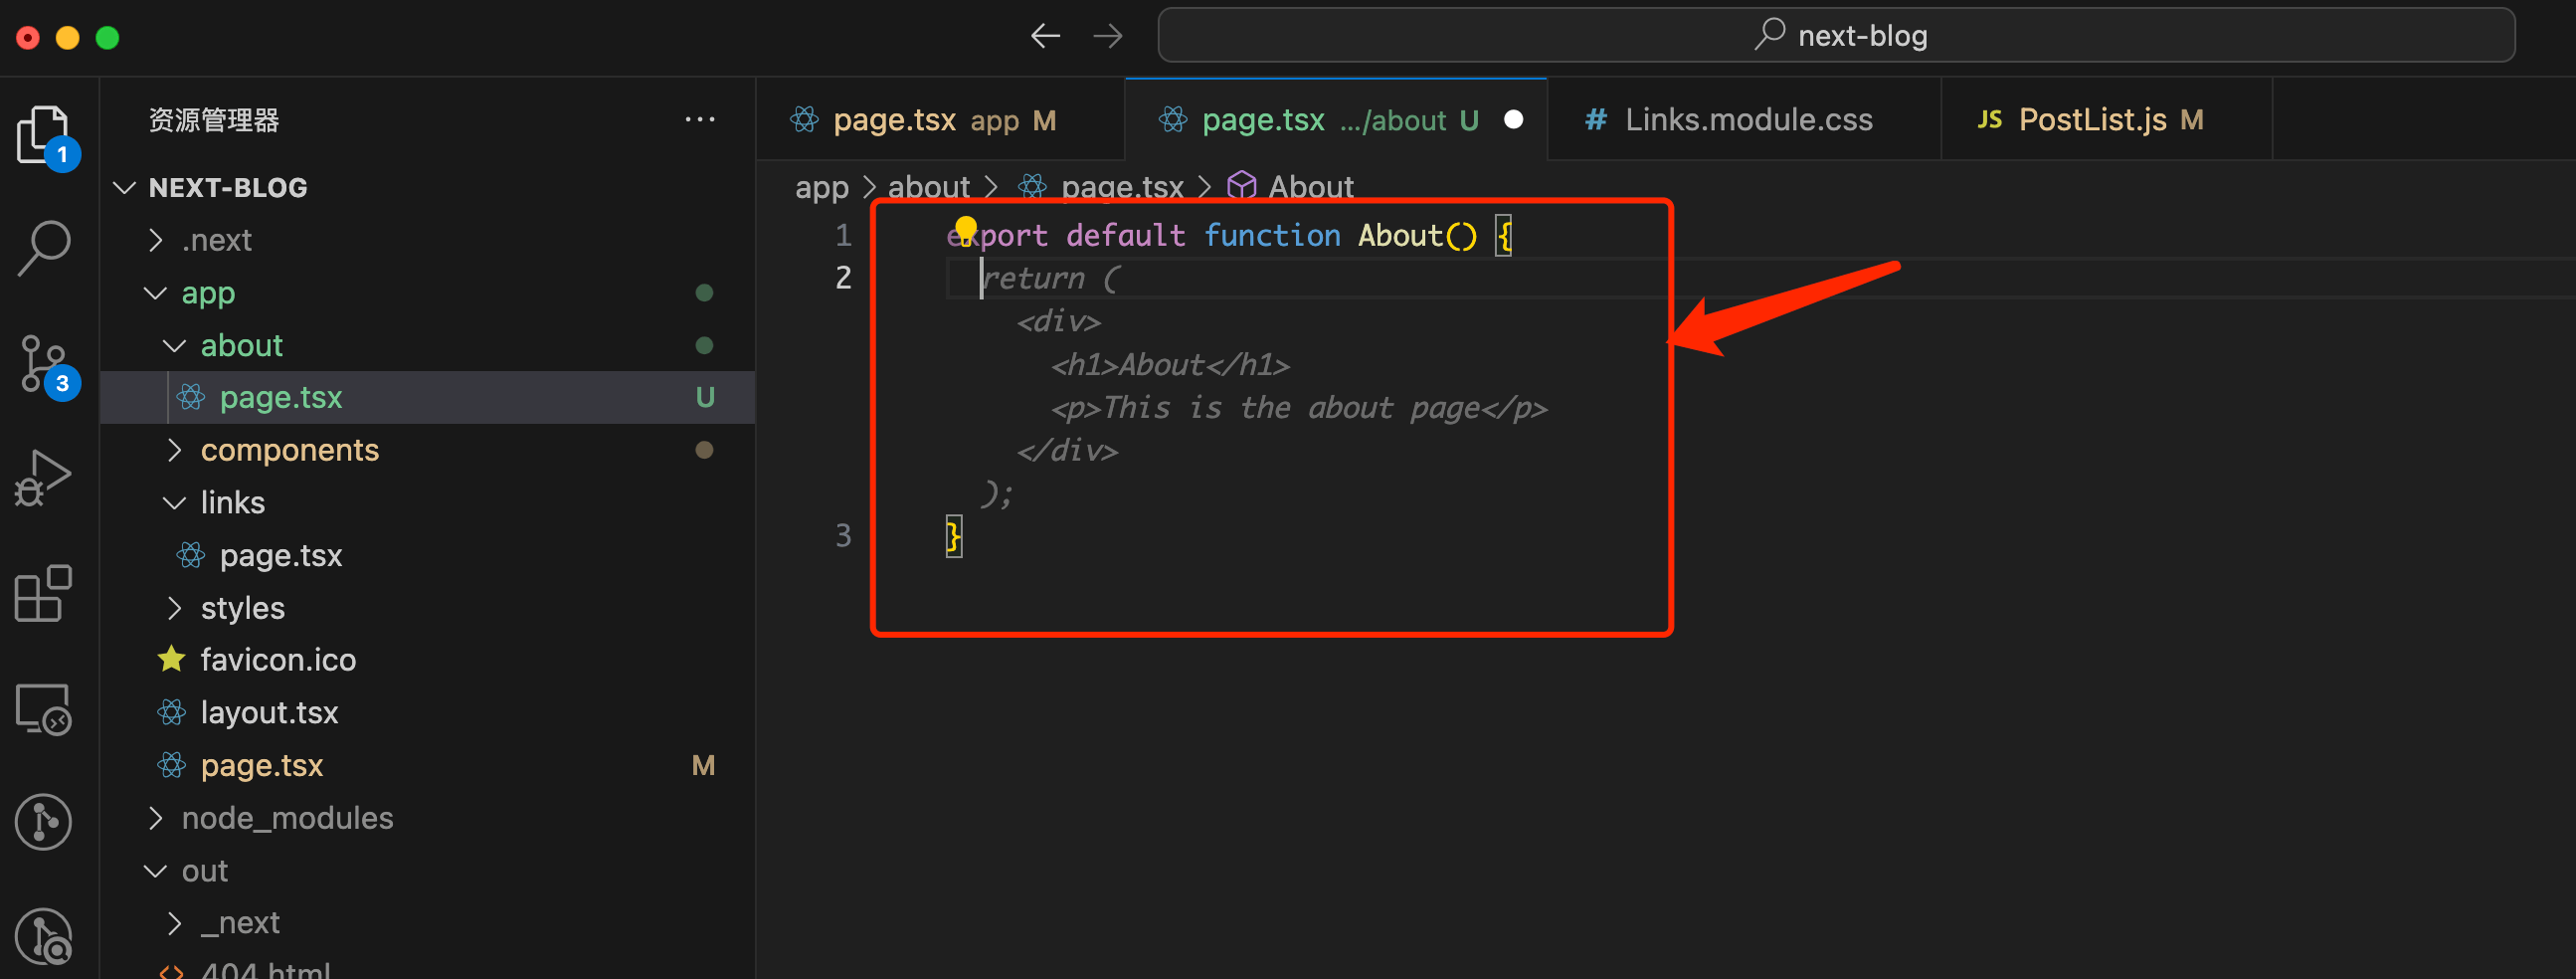 next-blog
资源管理器
page.tsx app M
page.tsx .../about U
# Links.module.css
JS PostList.js M
1
NEXT-BLOG
app > about > page.tsx > About
.next
1 export default function About() {
2 return (
app
<div>
about
<h1>About</h1>
3
page.tsx U
<p>This is the about page</p>
components
</div>
links
);
3 }
page.tsx
styles
favicon.ico
layout.tsx
page.tsx M
node_modules
out
_next
<> 404.html